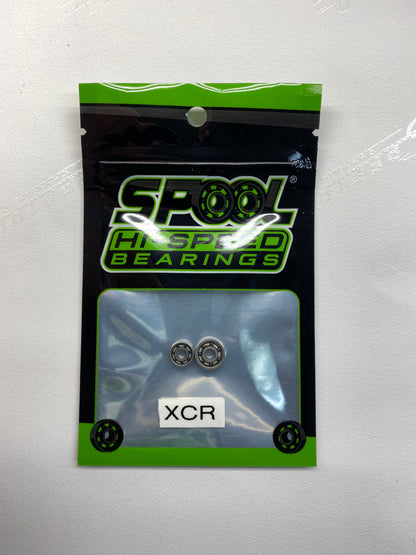 SPOOL®
HI-SPEED
BEARINGS
XCR